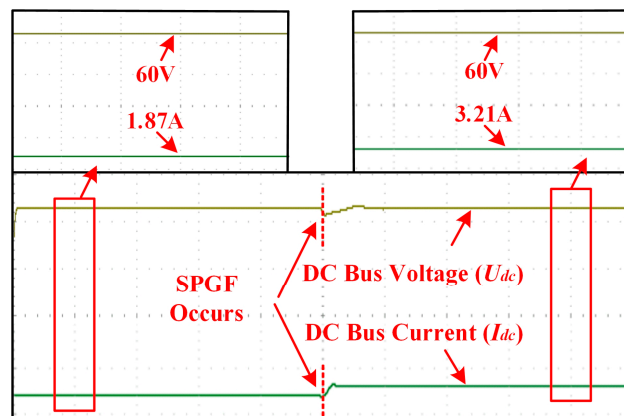 60V
1.87A
60V
3.21A
SPGF
Occurs
DC Bus Voltage (Udc)
DC Bus Current (Idc)